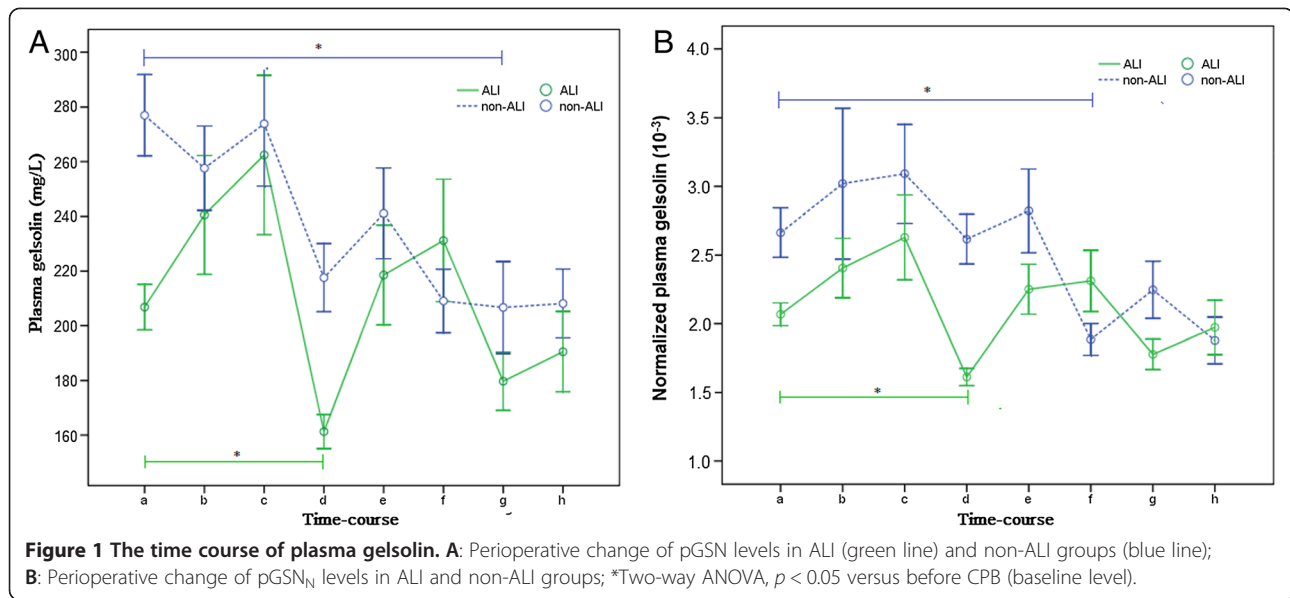 A
*
300
280
260
240
220
200
180
160
Plasma gelsolin (mg/L)
ALI ALI
non-ALI non-ALI
*
a b c d e f g h
Time-course
B
4.0
3.5
3.0
2.5
2.0
1.5
1.0
Normalized plasma gelsolin (10⁻³)
ALI ALI
non-ALI non-ALI
*
*
a b c d e f g h
Time-course
Figure 1 The time course of plasma gelsolin. A: Perioperative change of pGSN levels in ALI (green line) and non-ALI groups (blue line);
B: Perioperative change of pGSN_N levels in ALI and non-ALI groups; *Two-way ANOVA, p < 0.05 versus before CPB (baseline level).